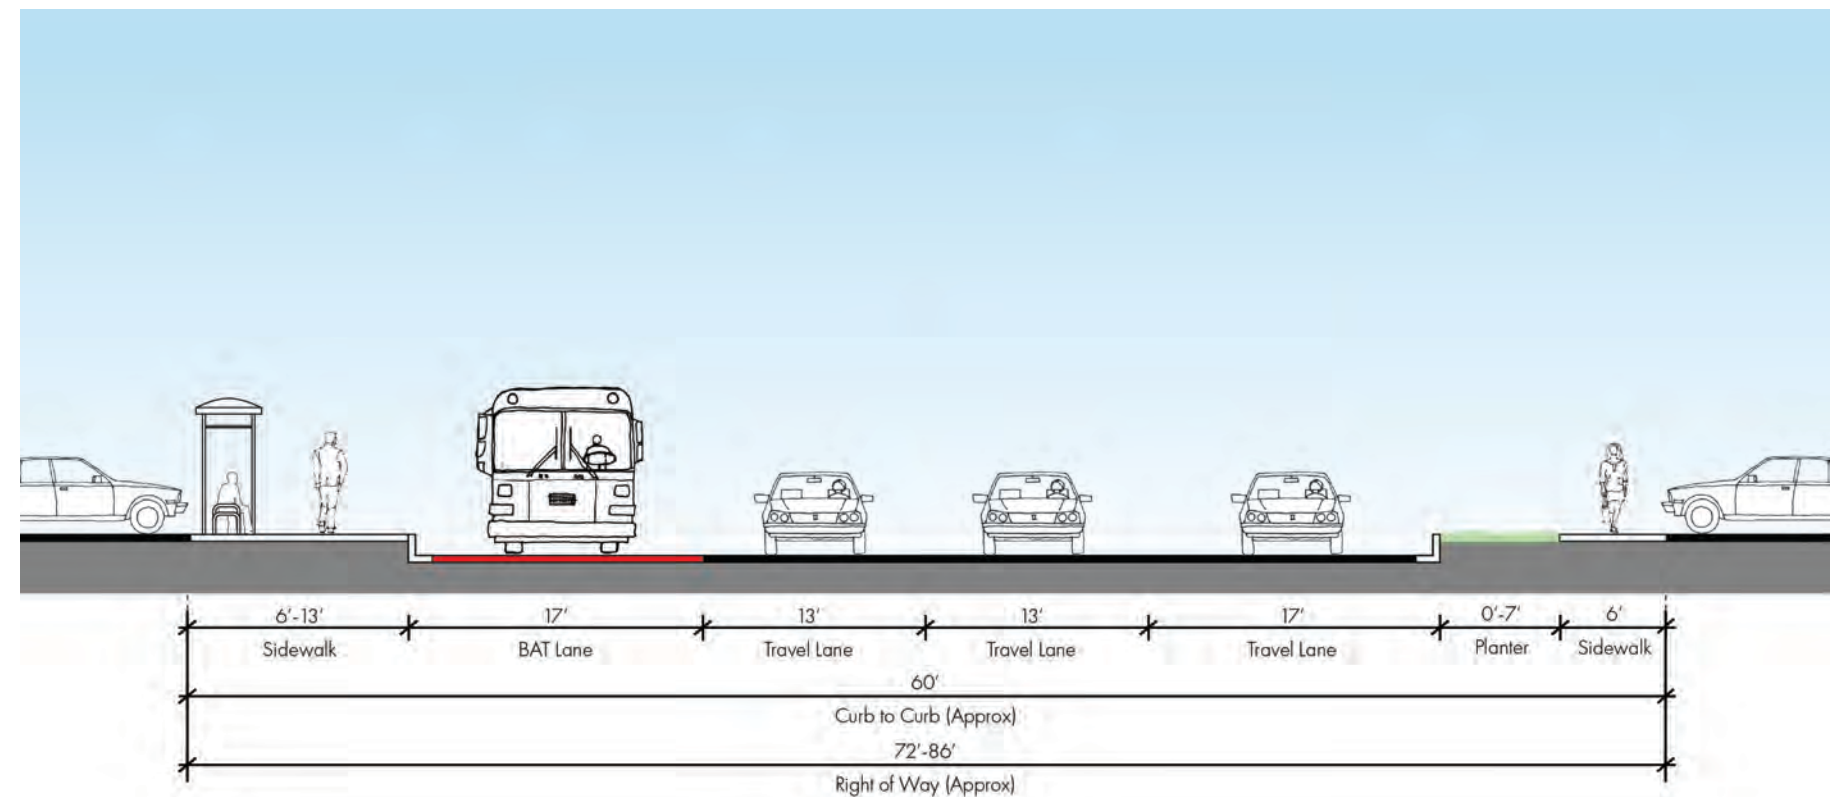 6'-13' 17' 13' 13' 17' 0'-7' 6'
Sidewalk BAT Lane Travel Lane Travel Lane Travel Lane Planter Sidewalk
60'
Curb to Curb (Approx)
72'-86'
Right of Way (Approx)